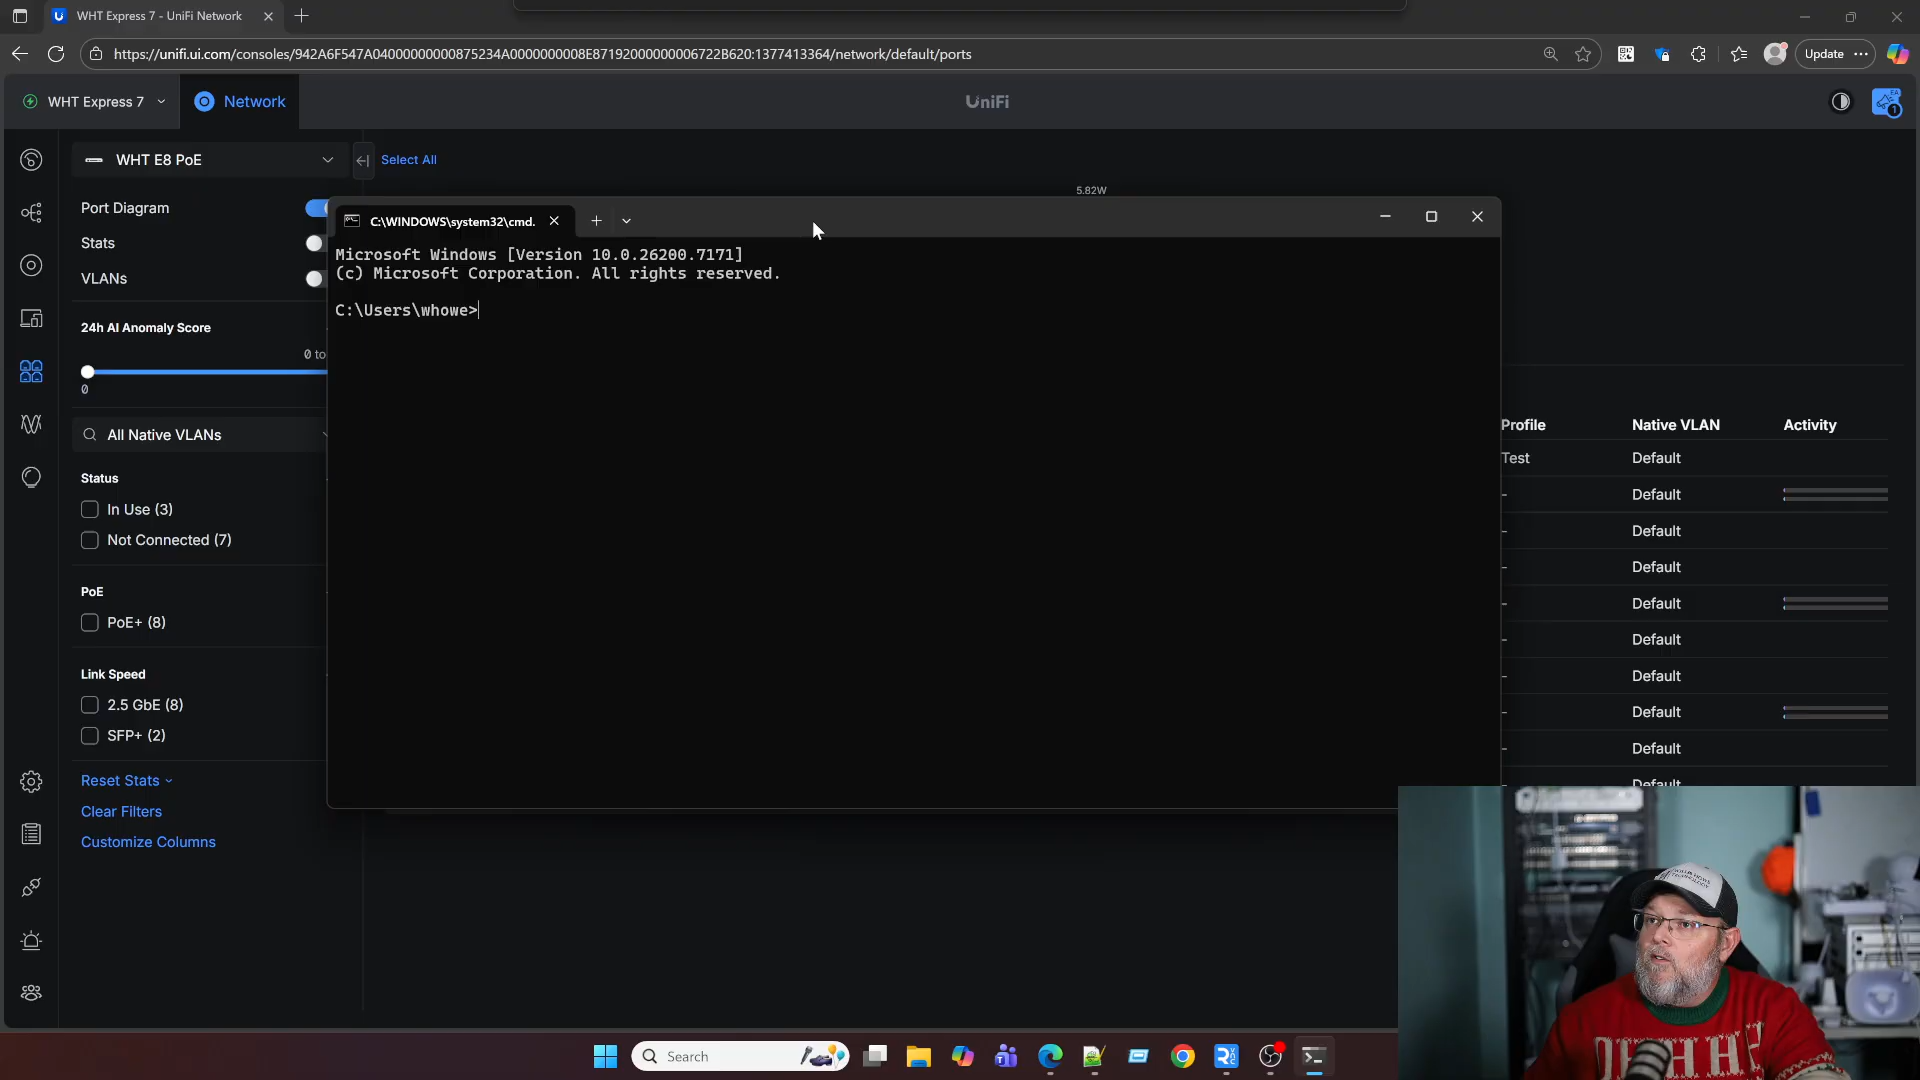 WHT Express 7 - UniFi Network
https://unifi.ui.com/consoles/942A6F547A04000000000875234A0000000008E87192000000006722B620:1377413364/network/default/ports
Update
WHT Express 7
Network
UniFi
EA
1
WHT E8 PoE
Select All
5.82W
Port Diagram
Stats
VLANs
24h AI Anomaly Score
0 to
0
All Native VLANs
Status
In Use (3)
Not Connected (7)
PoE
PoE+ (8)
Link Speed
2.5 GbE (8)
SFP+ (2)
Reset Stats
Clear Filters
Customize Columns
C:\WINDOWS\system32\cmd.
Microsoft Windows [Version 10.0.26200.7171]
(c) Microsoft Corporation. All rights reserved.
C:\Users\whowe>
Profile Native VLAN Activity
Test Default
- Default
- Default
- Default
- Default
- Default
- Default
- Default
- Default
Default
Search